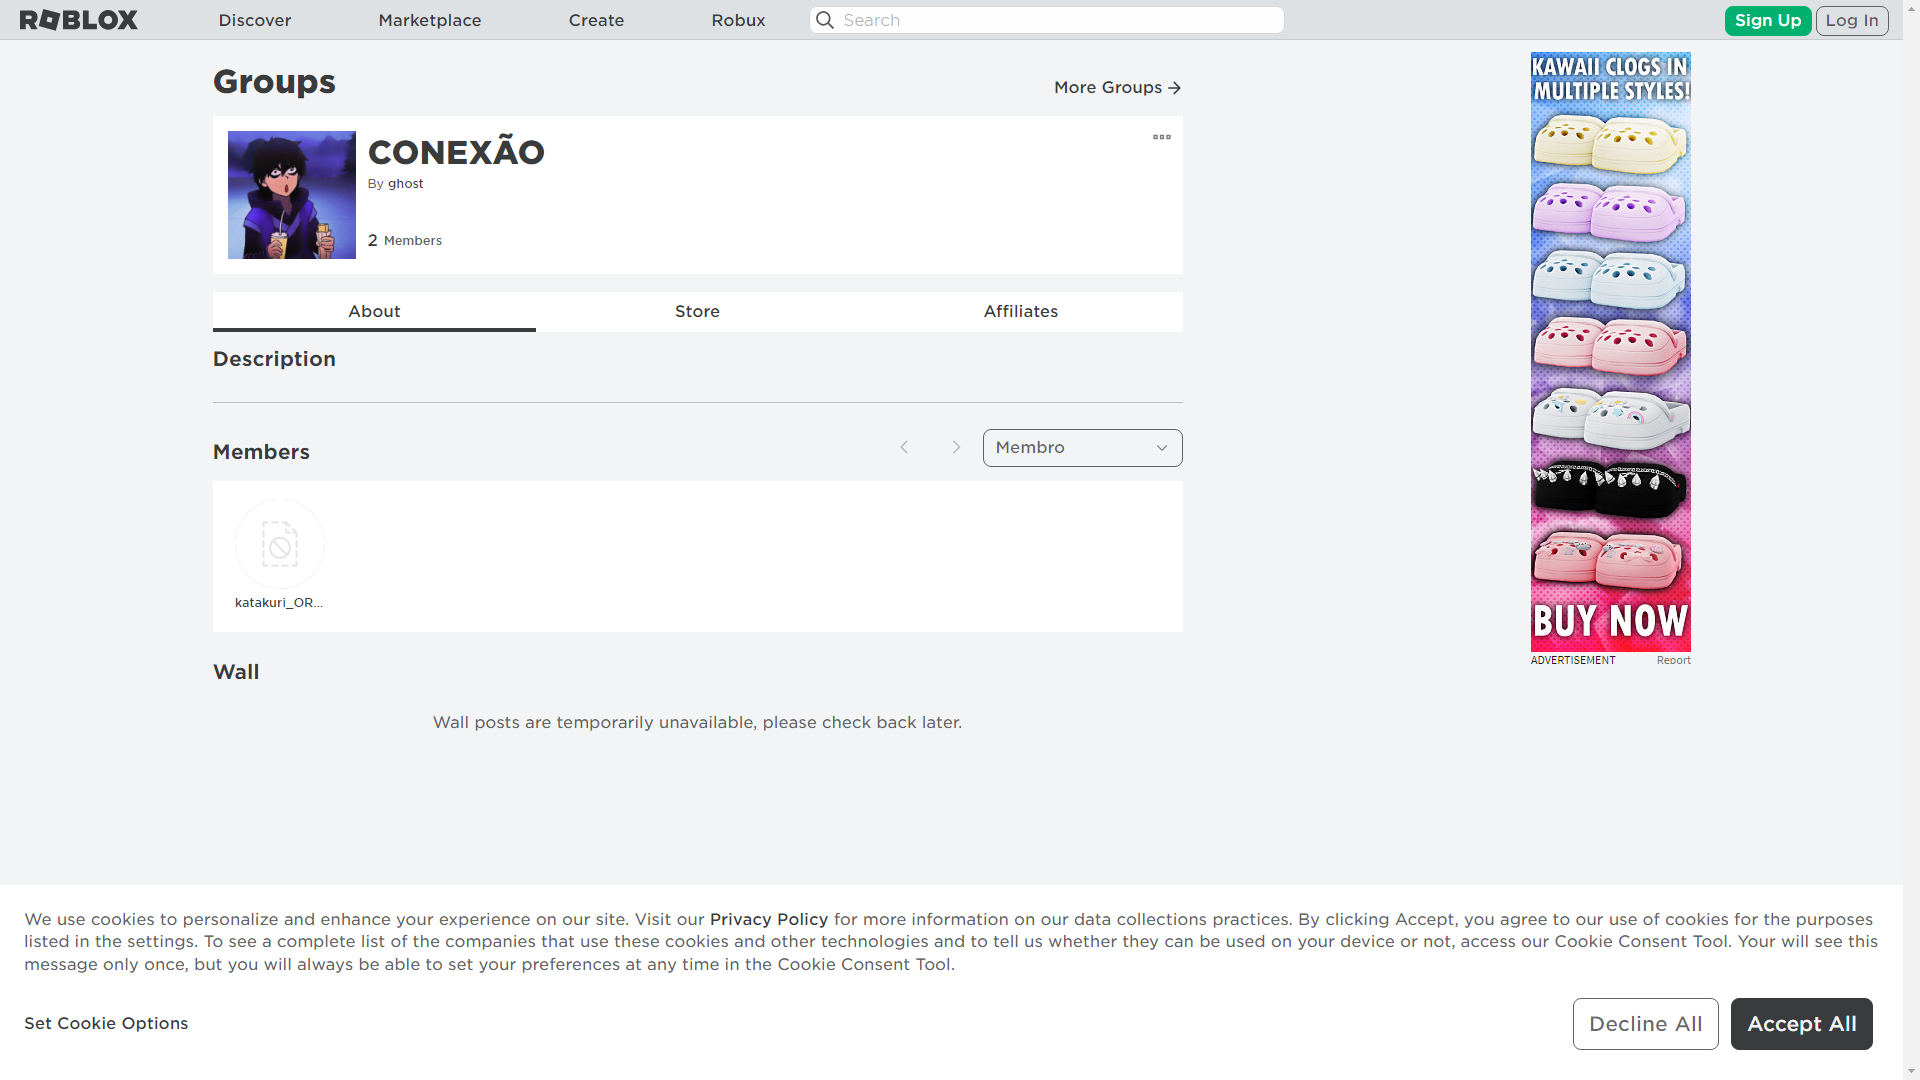 ROBLOX
Discover
Marketplace
Create
Robux
Search
Sign Up
Log In
Groups
More Groups
CONEXÃO
By ghost
2 Members
About
Store
Affiliates
Description
Members
Membro
katakuri_OR...
Wall
Wall posts are temporarily unavailable, please check back later.
KAWAII CLOGS IN
MULTIPLE STYLES!
BUY NOW
ADVERTISEMENT
Report
We use cookies to personalize and enhance your experience on our site. Visit our Privacy Policy for more information on our data collections practices. By clicking Accept, you agree to our use of cookies for the purposes
listed in the settings. To see a complete list of the companies that use these cookies and other technologies and to tell us whether they can be used on your device or not, access our Cookie Consent Tool. Your will see this
message only once, but you will always be able to set your preferences at any time in the Cookie Consent Tool.
Set Cookie Options
Decline All
Accept All